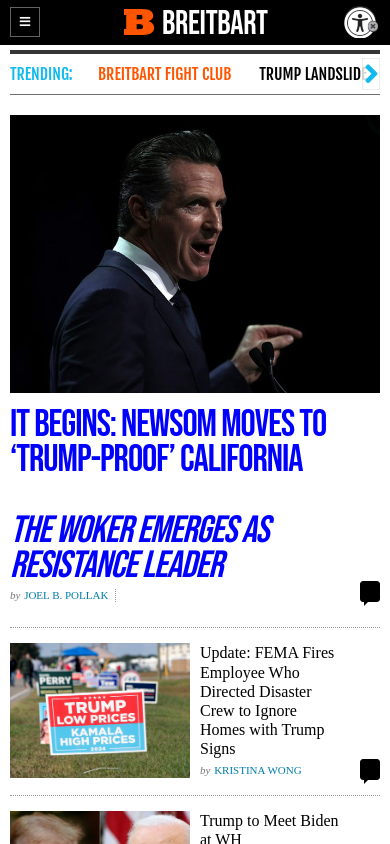 BREITBART
TRENDING:
BREITBART FIGHT CLUB
TRUMP LANDSLID
IT BEGINS: NEWSOM MOVES TO
‘TRUMP-PROOF’ CALIFORNIA
THE WOKER EMERGES AS
RESISTANCE LEADER
by JOEL B. POLLAK
PERRY
TRUMP
LOW PRICES
KAMALA
HIGH PRICES
2024
Update: FEMA Fires
Employee Who
Directed Disaster
Crew to Ignore
Homes with Trump
Signs
by KRISTINA WONG
Trump to Meet Biden
at WH